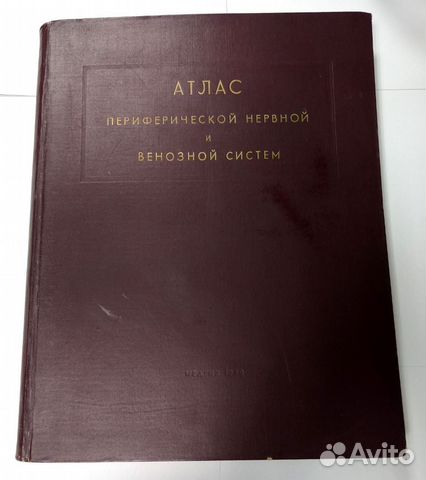 АТЛАС
ПЕРИФЕРИЧЕСКОЙ НЕРВНОЙ
И
ВЕНОЗНОЙ СИСТЕМ
Avito